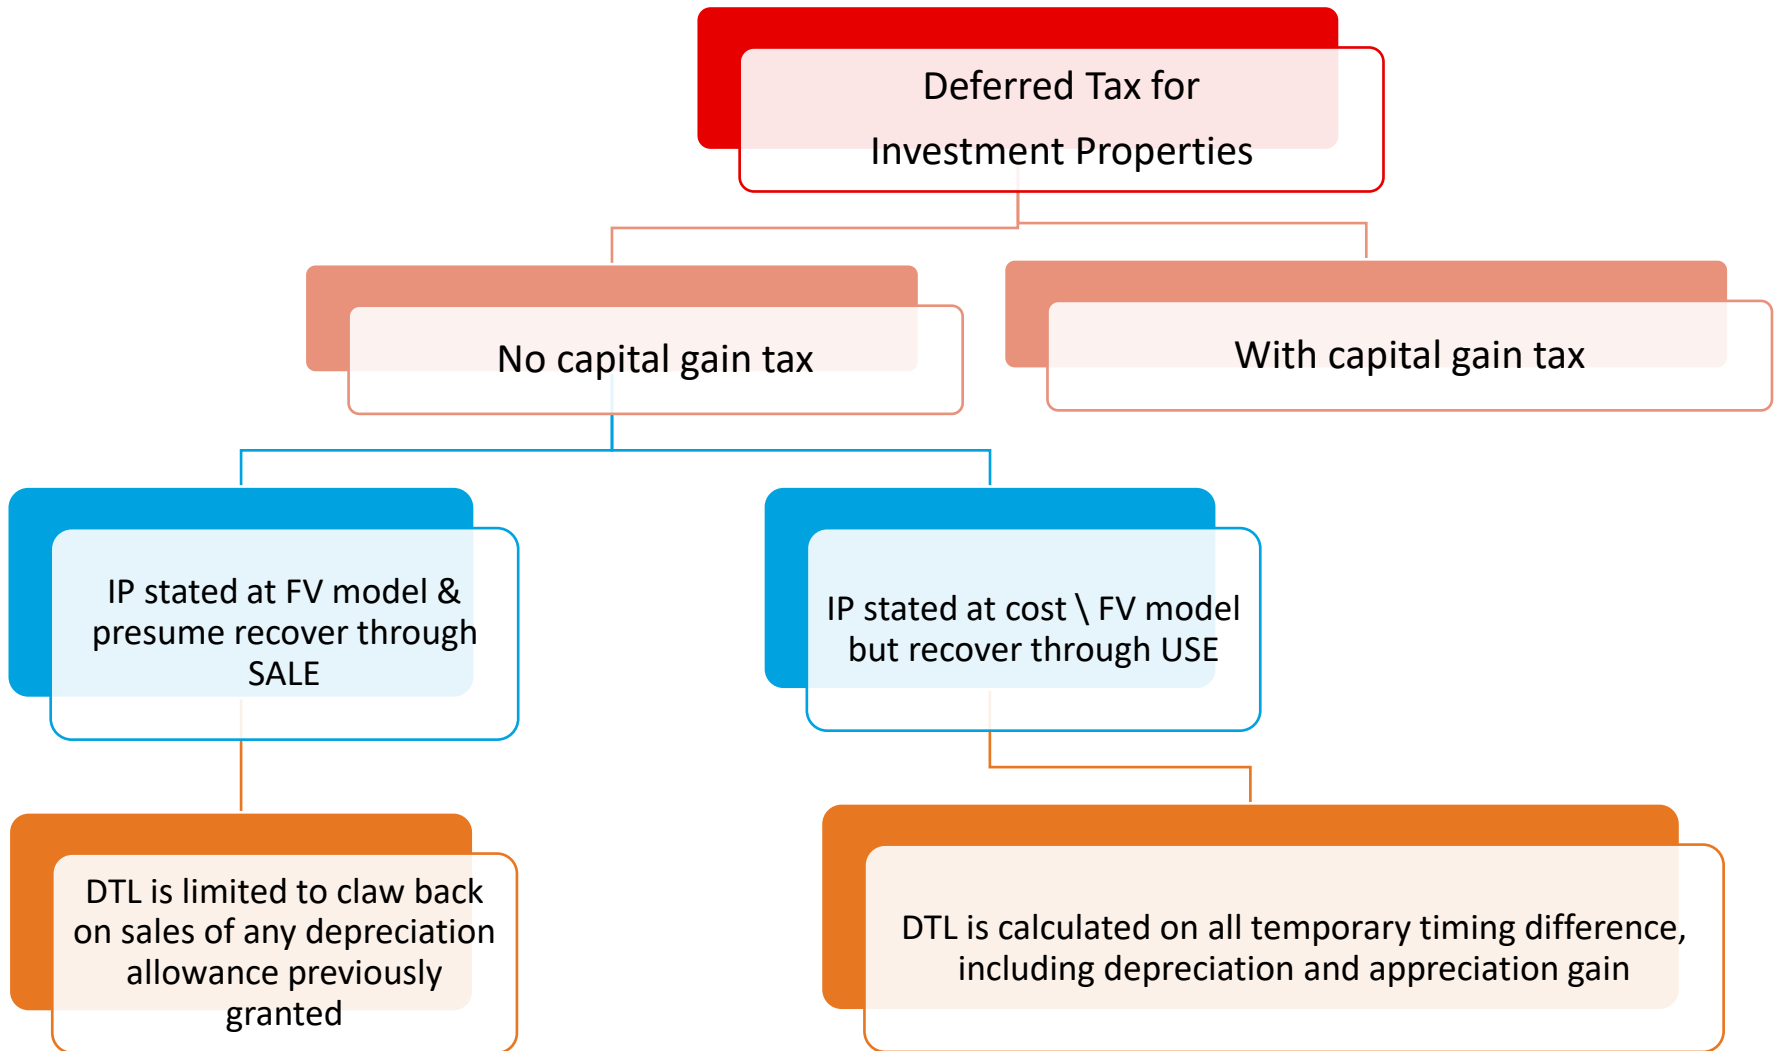 Deferred Tax for
Investment Properties
No capital gain tax
With capital gain tax
IP stated at FV model &
presume recover through
SALE
IP stated at cost \ FV model
but recover through USE
DTL is limited to claw back
on sales of any depreciation
allowance previously
granted
DTL is calculated on all temporary timing difference,
including depreciation and appreciation gain